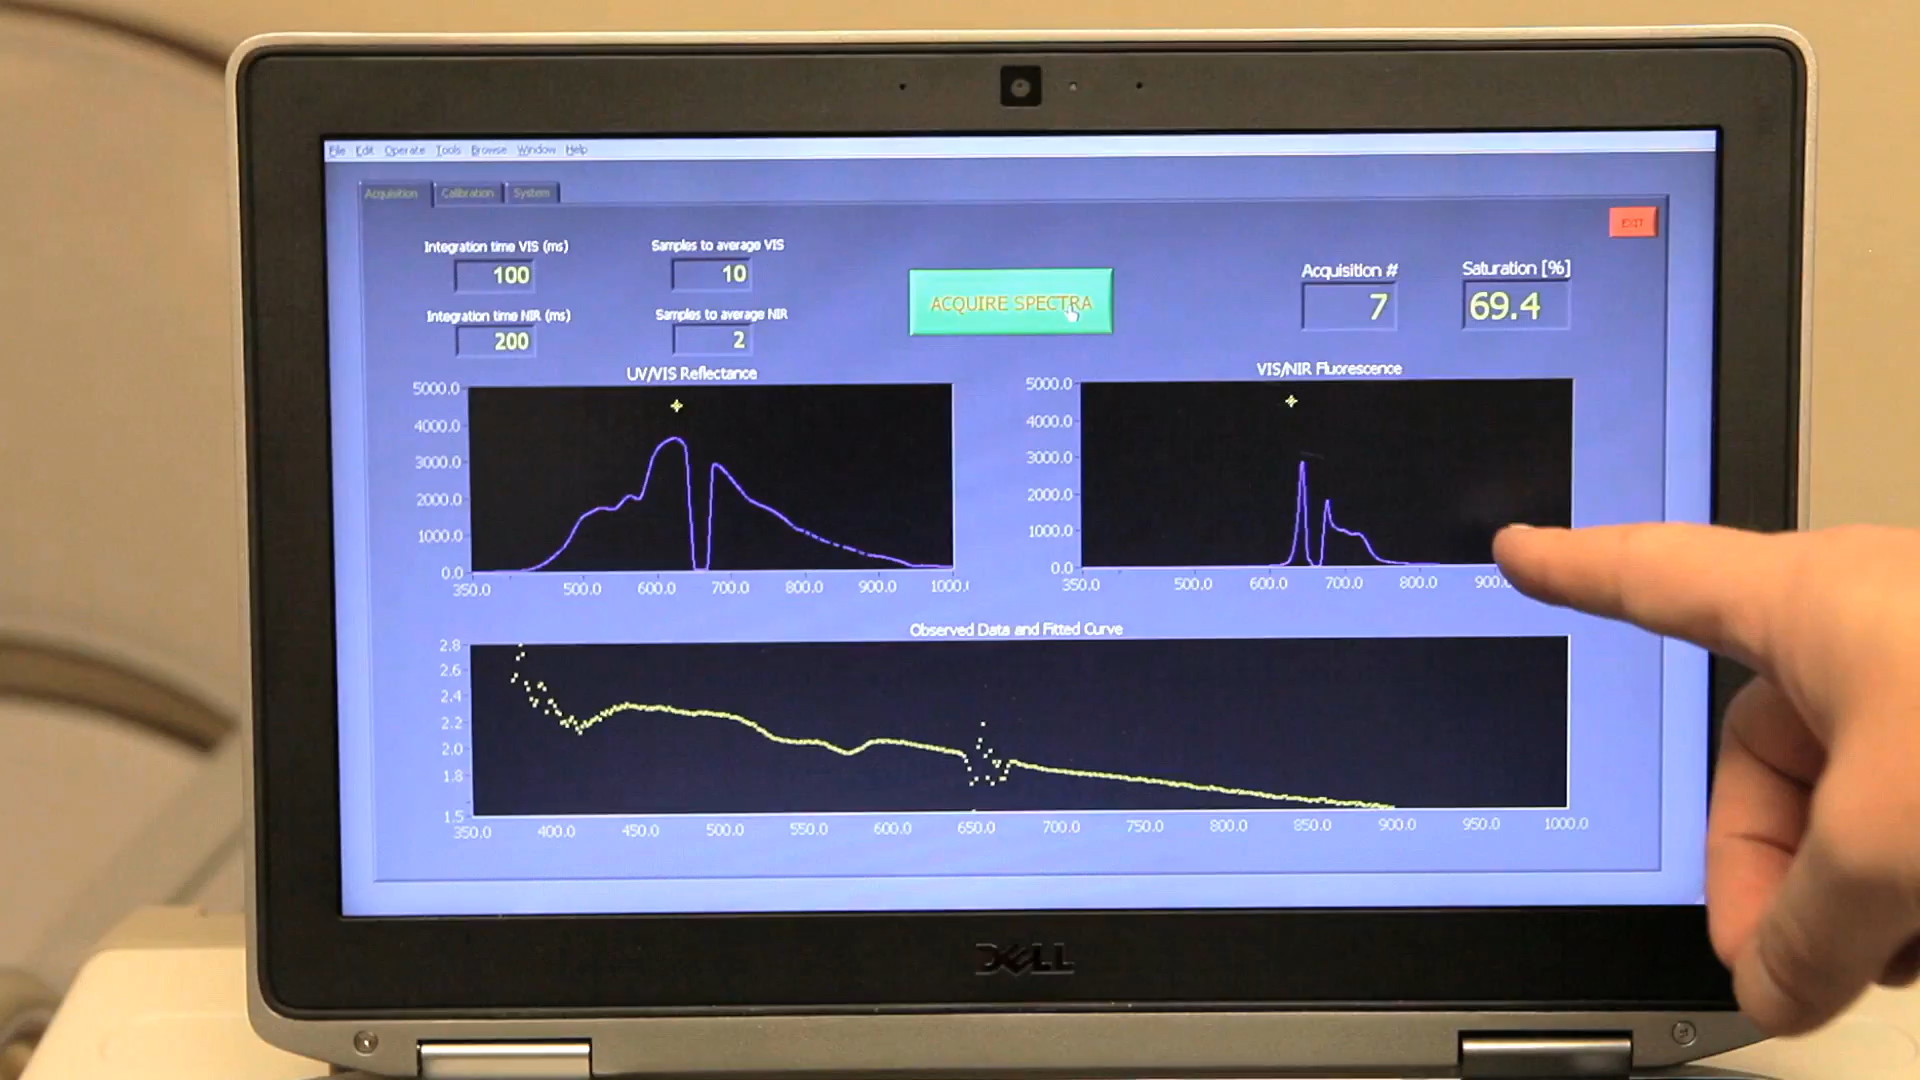 File Edit Operate Tools Browse Window Help
Acquisition Calibration System
EXIT
Integration time VIS (ms) Samples to average VIS
100 10
ACQUIRE SPECTRA
Acquisition # Saturation [%]
7 69.4
Integration time NIR (ms) Samples to average NIR
200 2
UV/VIS Reflectance
5000.0
4000.0
3000.0
2000.0
1000.0
0.0
350.0 500.0 600.0 700.0 800.0 900.0 1000.
VIS/NIR Fluorescence
5000.0
4000.0
3000.0
2000.0
1000.0
0.0
350.0 500.0 600.0 700.0 800.0 900.
Observed Data and Fitted Curve
2.8
2.6
2.4
2.2
2.0
1.8
1.5
350.0 400.0 450.0 500.0 550.0 600.0 650.0 700.0 750.0 800.0 850.0 900.0 950.0 1000.0
DELL